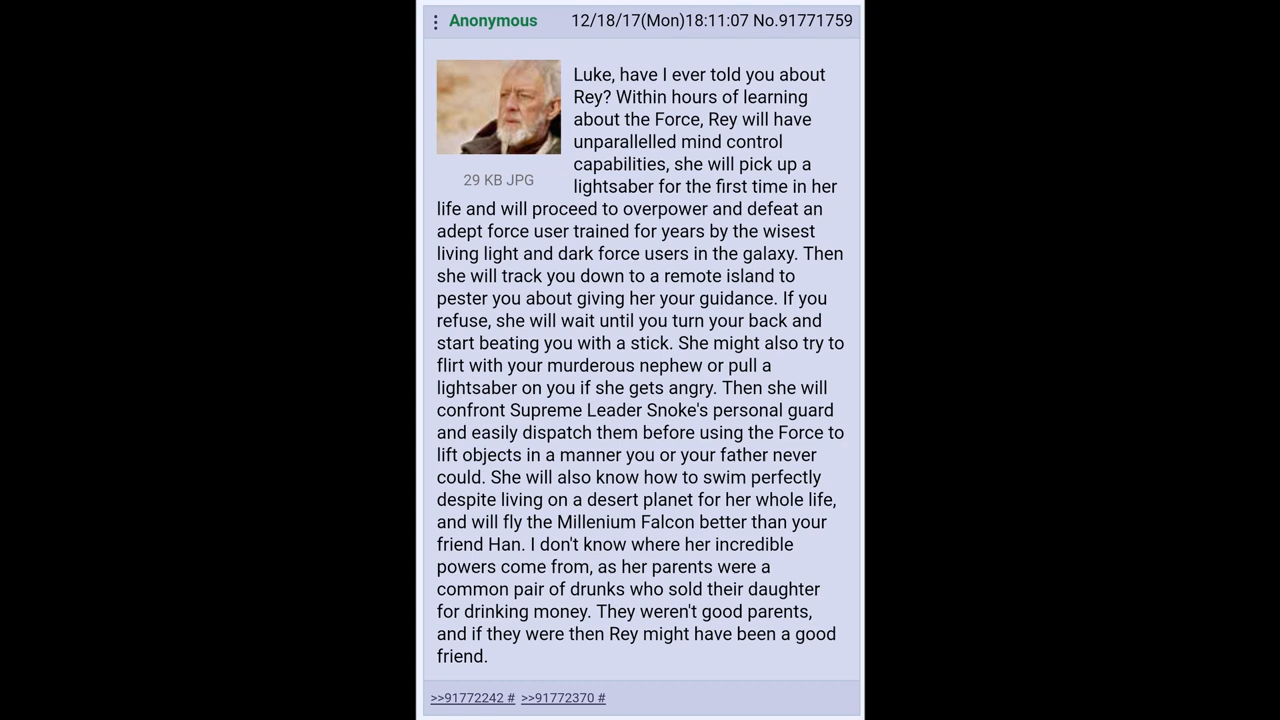 Anonymous 12/18/17(Mon)18:11:07 No.91771759
Luke, have I ever told you about
Rey? Within hours of learning
about the Force, Rey will have
unparallelled mind control
capabilities, she will pick up a
29 KB JPG
lightsaber for the first time in her
life and will proceed to overpower and defeat an
adept force user trained for years by the wisest
living light and dark force users in the galaxy. Then
she will track you down to a remote island to
pester you about giving her your guidance. If you
refuse, she will wait until you turn your back and
start beating you with a stick. She might also try to
flirt with your murderous nephew or pull a
lightsaber on you if she gets angry. Then she will
confront Supreme Leader Snoke's personal guard
and easily dispatch them before using the Force to
lift objects in a manner you or your father never
could. She will also know how to swim perfectly
despite living on a desert planet for her whole life,
and will fly the Millenium Falcon better than your
friend Han. I don't know where her incredible
powers come from, as her parents were a
common pair of drunks who sold their daughter
for drinking money. They weren't good parents,
and if they were then Rey might have been a good
friend.
>>91772242 # >>91772370 #